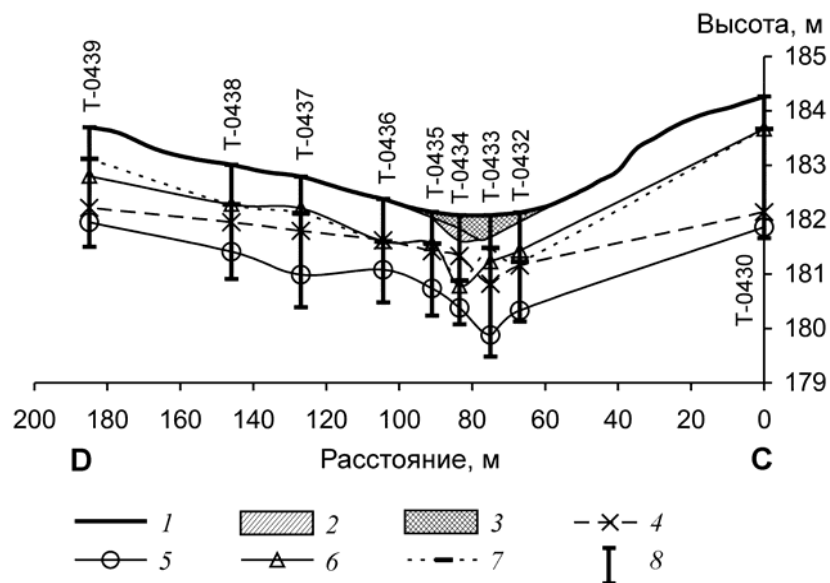 Высота, м
185
184
183
182
181
180
179
T-0439
T-0438
T-0437
T-0436
T-0435
T-0434
T-0433
T-0432
T-0430
200 180 160 140 120 100 80 60 40 20 0
D Расстояние, м C
1 2 3 4
5 6 7 8